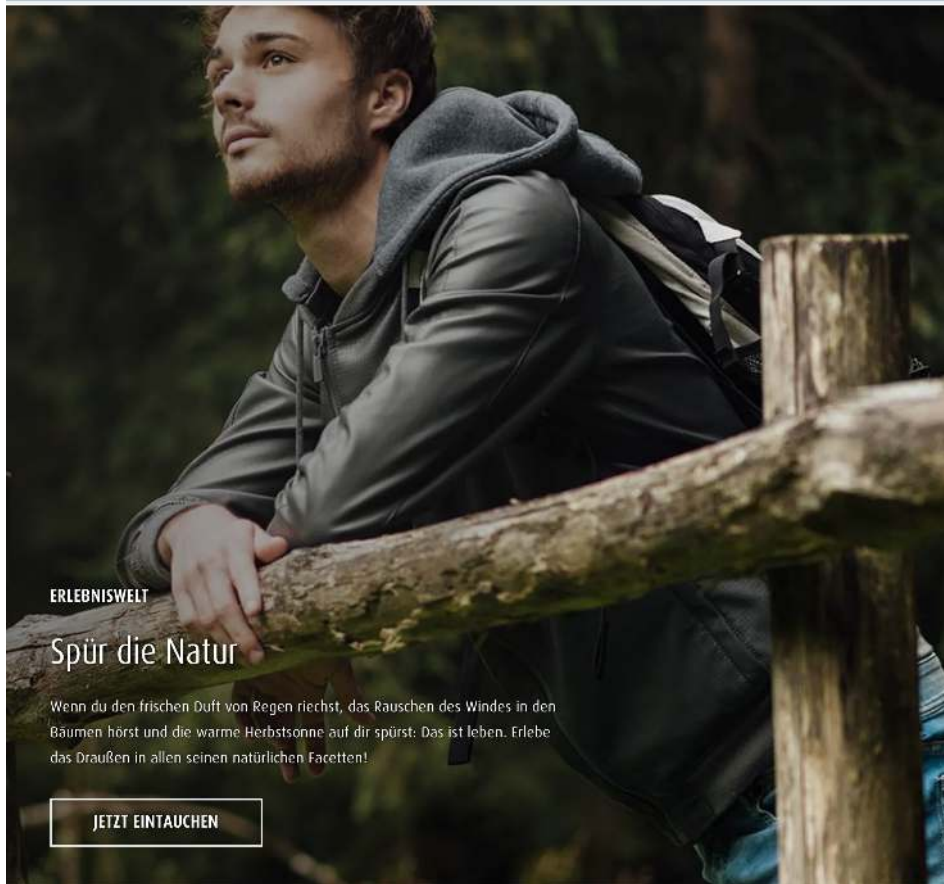 ERLEBNISWELT
Spür die Natur
Wenn du den frischen Duft von Regen riechst, das Rauschen des Windes in den
Bäumen hörst und die warme Herbstsonne auf dir spürst: Das ist leben. Erlebe
das Draußen in allen seinen natürlichen Facetten!
JETZT EINTAUCHEN